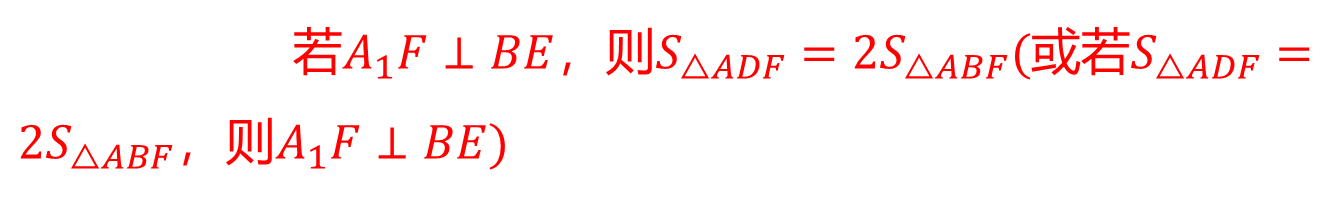 若A₁F ⊥ BE，则S△ADF = 2S△ABF(或若S△ADF =
2S△ABF，则A₁F ⊥ BE)